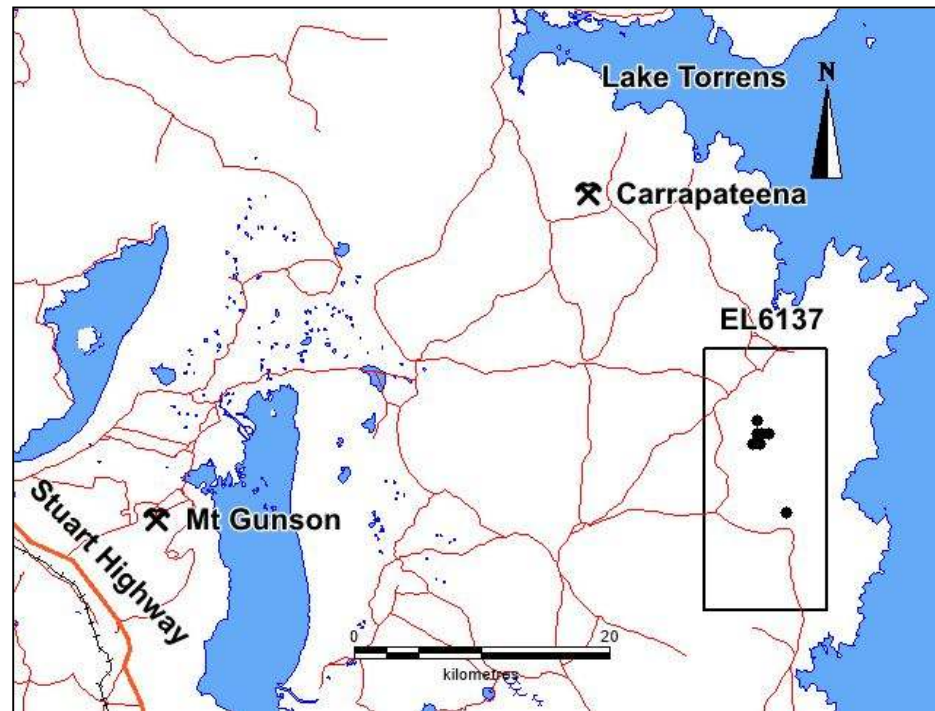 Lake Torrens
N
Carrapateena
EL6137
Mt Gunson
Stuart Highway
0
20
kilometres